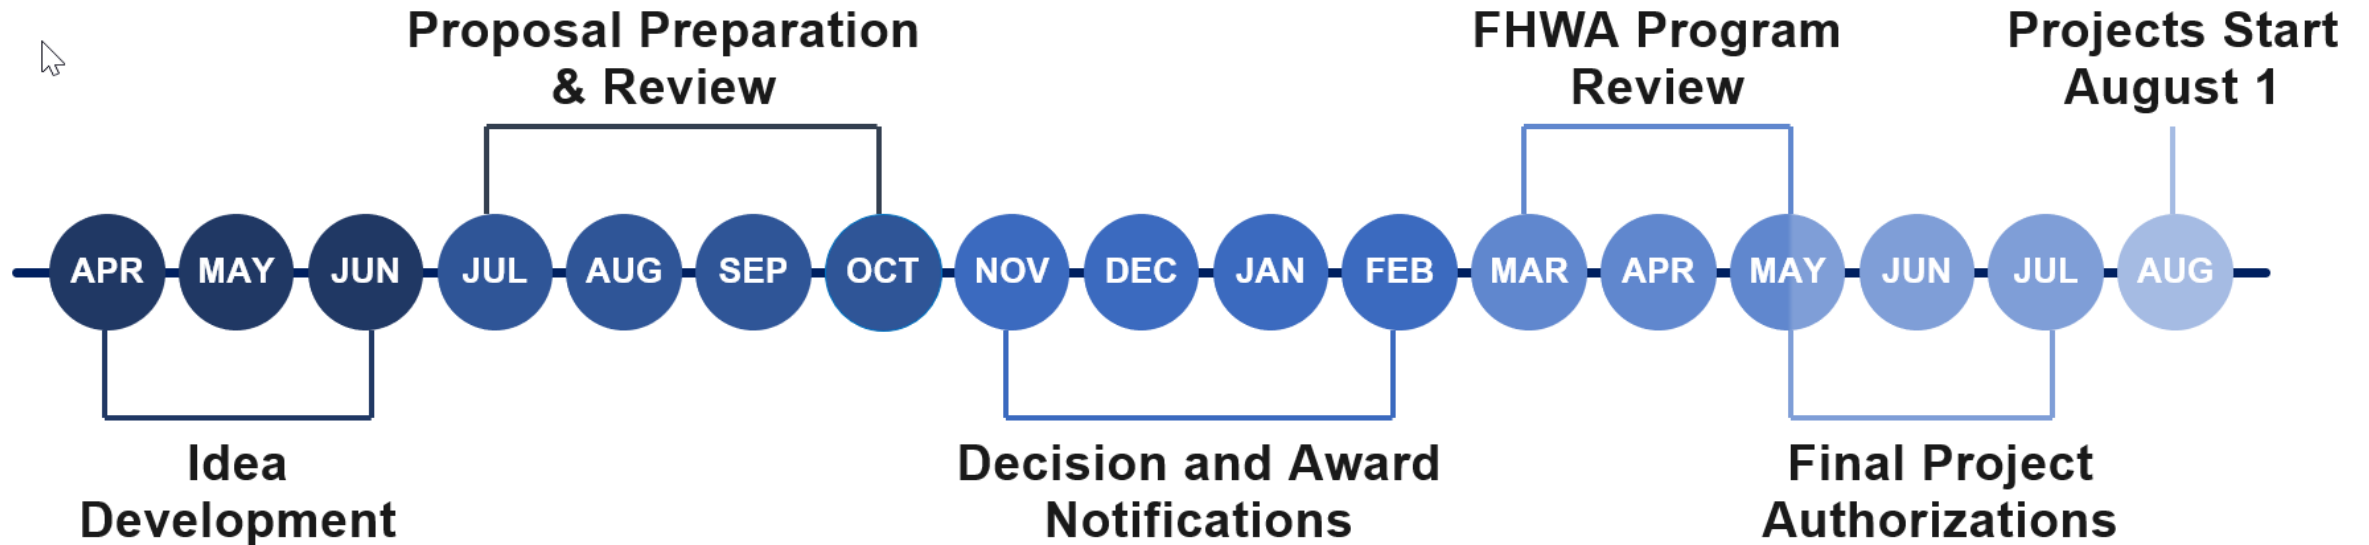 Proposal Preparation
& Review
FHWA Program
Review
Projects Start
August 1
APR MAY JUN JUL AUG SEP OCT NOV DEC JAN FEB MAR APR MAY JUN JUL AUG
Idea
Development
Decision and Award
Notifications
Final Project
Authorizations